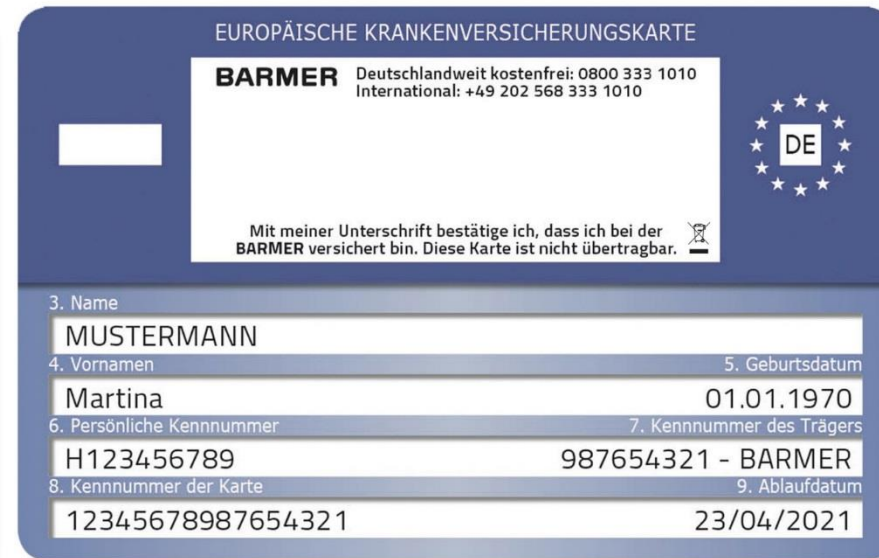 EUROPÄISCHE KRANKENVERSICHERUNGSKARTE
BARMER Deutschlandweit kostenfrei: 0800 333 1010
International: +49 202 568 333 1010
DE
Mit meiner Unterschrift bestätige ich, dass ich bei der
BARMER versichert bin. Diese Karte ist nicht übertragbar.
3. Name
MUSTERMANN
4. Vornamen 5. Geburtsdatum
Martina 01.01.1970
6. Persönliche Kennnummer 7. Kennnummer des Trägers
H123456789 987654321 - BARMER
8. Kennnummer der Karte 9. Ablaufdatum
12345678987654321 23/04/2021